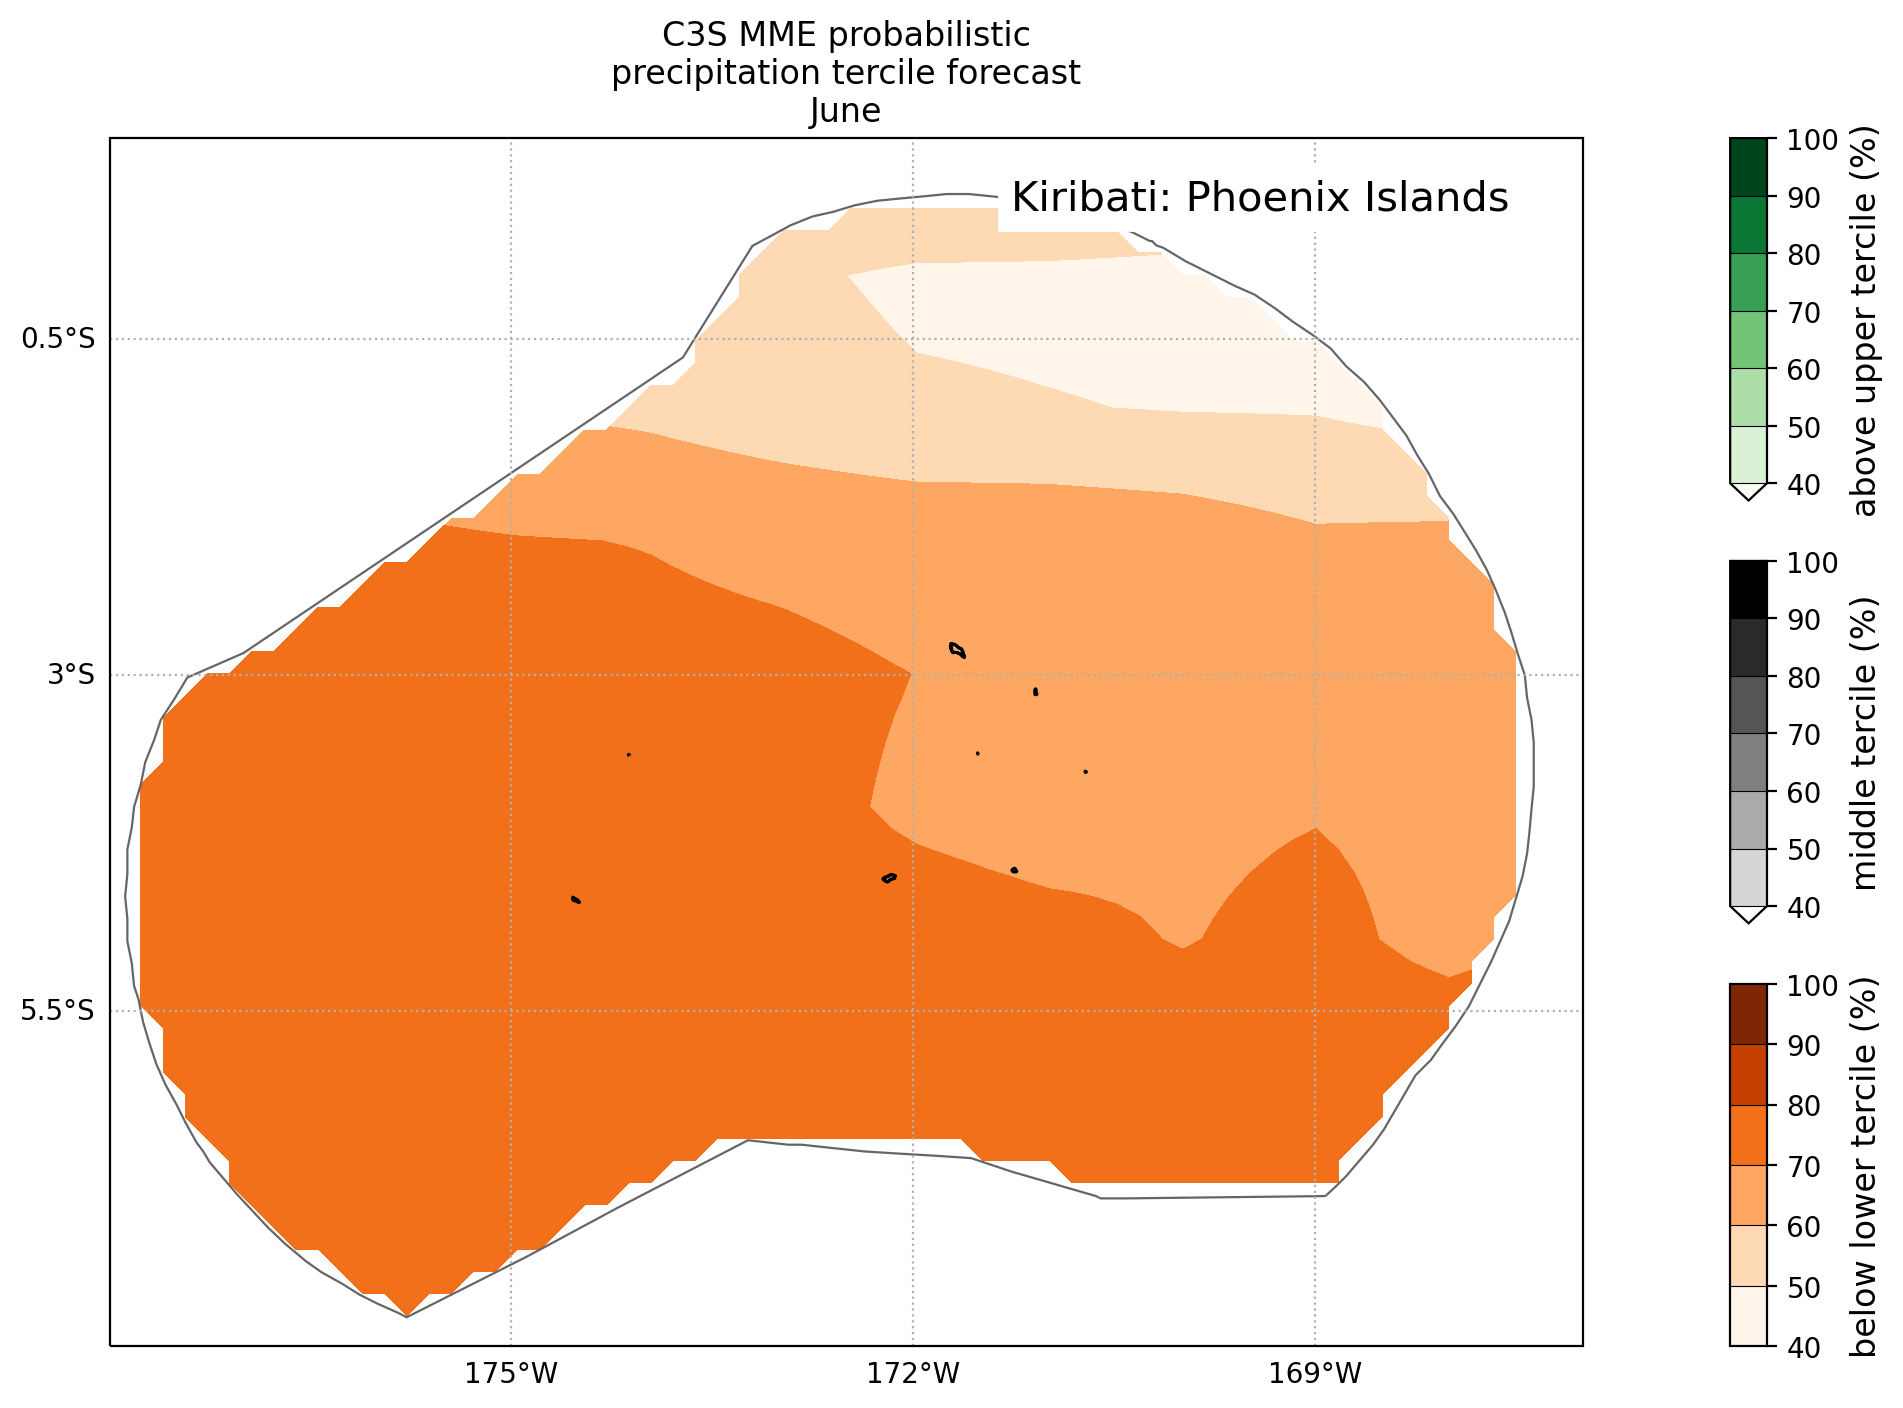 C3S MME probabilistic
precipitation tercile forecast
June
Kiribati: Phoenix Islands
0.5°S
3°S
5.5°S
175°W
172°W
169°W
100
90
80
70
60
50
40
above upper tercile (%)
100
90
80
70
60
50
40
middle tercile (%)
100
90
80
70
60
50
40
below lower tercile (%)